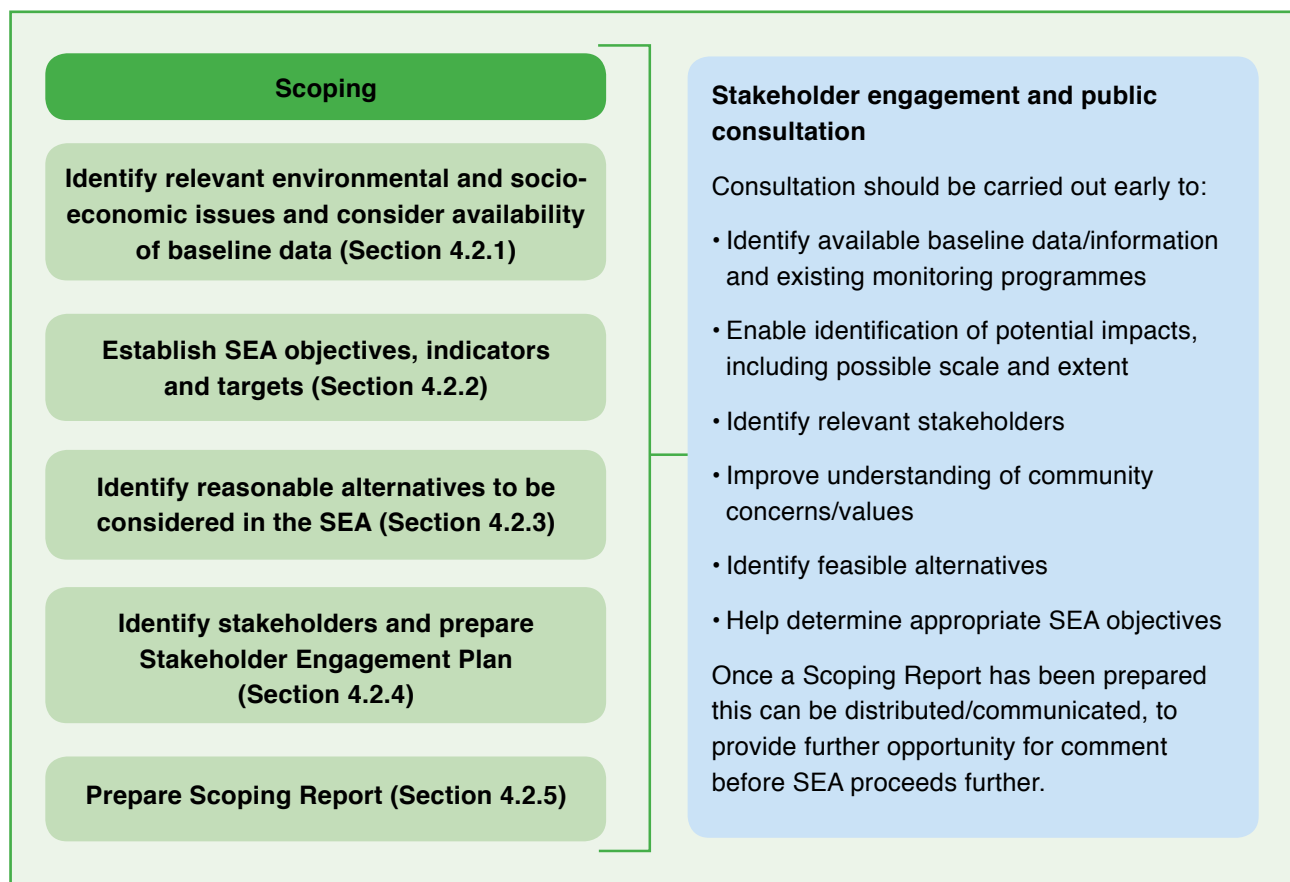 Scoping
Identify relevant environmental and socio-
economic issues and consider availability
of baseline data (Section 4.2.1)
Establish SEA objectives, indicators
and targets (Section 4.2.2)
Identify reasonable alternatives to be
considered in the SEA (Section 4.2.3)
Identify stakeholders and prepare
Stakeholder Engagement Plan
(Section 4.2.4)
Prepare Scoping Report (Section 4.2.5)
Stakeholder engagement and public
consultation
Consultation should be carried out early to:
• Identify available baseline data/information
and existing monitoring programmes
• Enable identification of potential impacts,
including possible scale and extent
• Identify relevant stakeholders
• Improve understanding of community
concerns/values
• Identify feasible alternatives
• Help determine appropriate SEA objectives
Once a Scoping Report has been prepared
this can be distributed/communicated, to
provide further opportunity for comment
before SEA proceeds further.